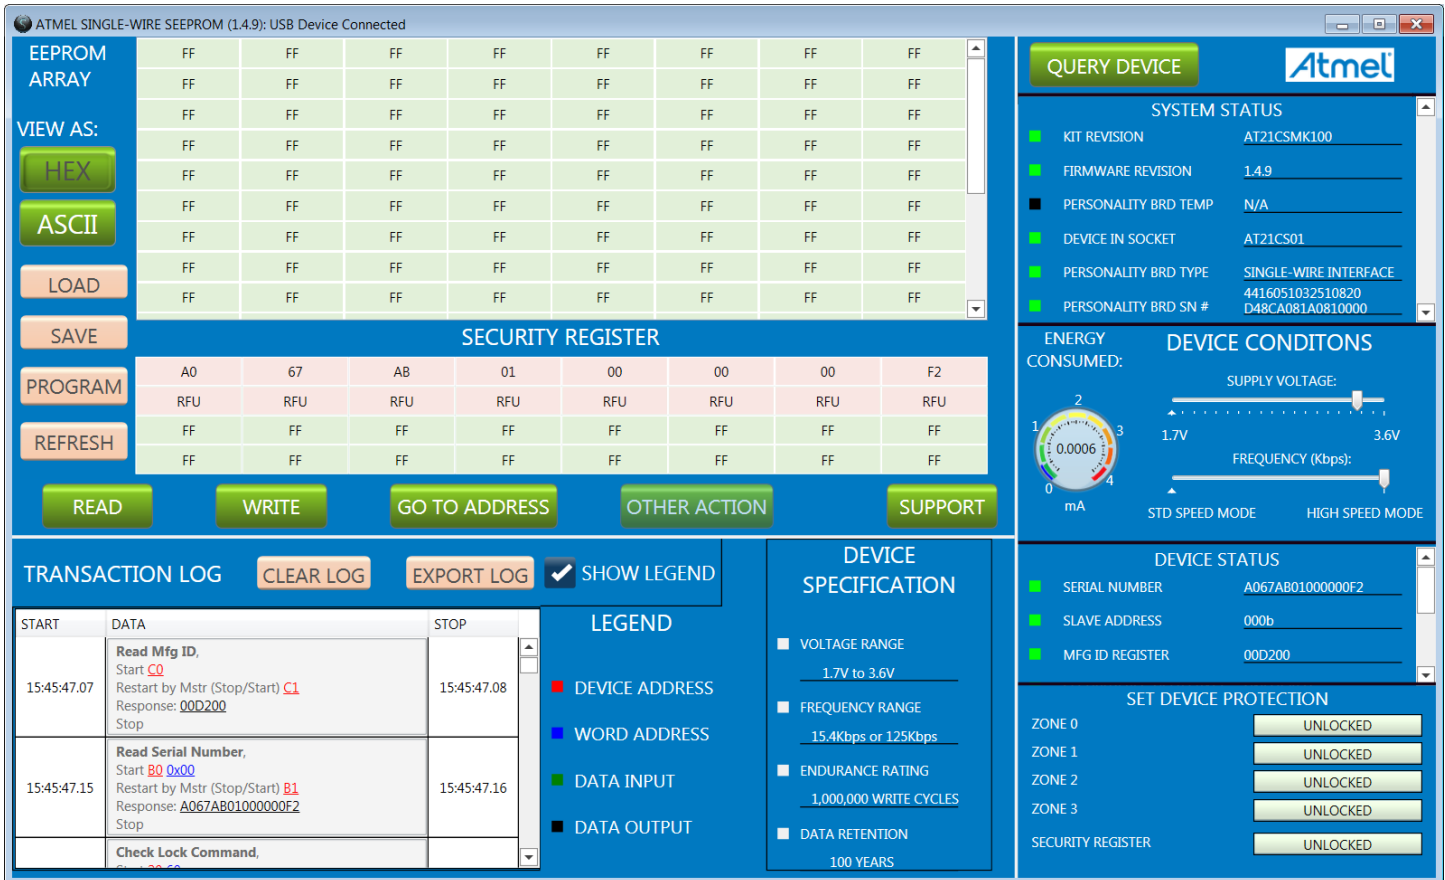 ATMEL SINGLE-WIRE SEEPROM (1.4.9): USB Device Connected
EEPROM
ARRAY
VIEW AS:
HEX
ASCII
LOAD
SAVE
PROGRAM
REFRESH
FF FF FF FF FF FF FF FF
FF FF FF FF FF FF FF FF
FF FF FF FF FF FF FF FF
FF FF FF FF FF FF FF FF
FF FF FF FF FF FF FF FF
FF FF FF FF FF FF FF FF
FF FF FF FF FF FF FF FF
FF FF FF FF FF FF FF FF
FF FF FF FF FF FF FF FF
SECURITY REGISTER
A0 67 AB 01 00 00 00 F2
RFU RFU RFU RFU RFU RFU RFU RFU
FF FF FF FF FF FF FF FF
FF FF FF FF FF FF FF FF
READ WRITE GO TO ADDRESS OTHER ACTION SUPPORT
QUERY DEVICE
Atmel
SYSTEM STATUS
KIT REVISION AT21CSMK100
FIRMWARE REVISION 1.4.9
PERSONALITY BRD TEMP N/A
DEVICE IN SOCKET AT21CS01
PERSONALITY BRD TYPE SINGLE-WIRE INTERFACE
PERSONALITY BRD SN # 4416051032510820
D48CA081A0810000
ENERGY
CONSUMED:
0 1 2 3 4
0.0006
mA
DEVICE CONDITONS
SUPPLY VOLTAGE:
1.7V 3.6V
FREQUENCY (Kbps):
STD SPEED MODE HIGH SPEED MODE
TRANSACTION LOG CLEAR LOG EXPORT LOG SHOW LEGEND
START DATA STOP
15:45:47.07
Read Mfg ID,
Start C0
Restart by Mstr (Stop/Start) C1
Response: 00D200
Stop
15:45:47.08
15:45:47.15
Read Serial Number,
Start B0 0x00
Restart by Mstr (Stop/Start) B1
Response: A067AB01000000F2
Stop
15:45:47.16
Check Lock Command,
LEGEND
DEVICE ADDRESS
WORD ADDRESS
DATA INPUT
DATA OUTPUT
DEVICE
SPECIFICATION
VOLTAGE RANGE
1.7V to 3.6V
FREQUENCY RANGE
15.4Kbps or 125Kbps
ENDURANCE RATING
1,000,000 WRITE CYCLES
DATA RETENTION
100 YEARS
DEVICE STATUS
SERIAL NUMBER A067AB01000000F2
SLAVE ADDRESS 000b
MFG ID REGISTER 00D200
SET DEVICE PROTECTION
ZONE 0 UNLOCKED
ZONE 1 UNLOCKED
ZONE 2 UNLOCKED
ZONE 3 UNLOCKED
SECURITY REGISTER UNLOCKED